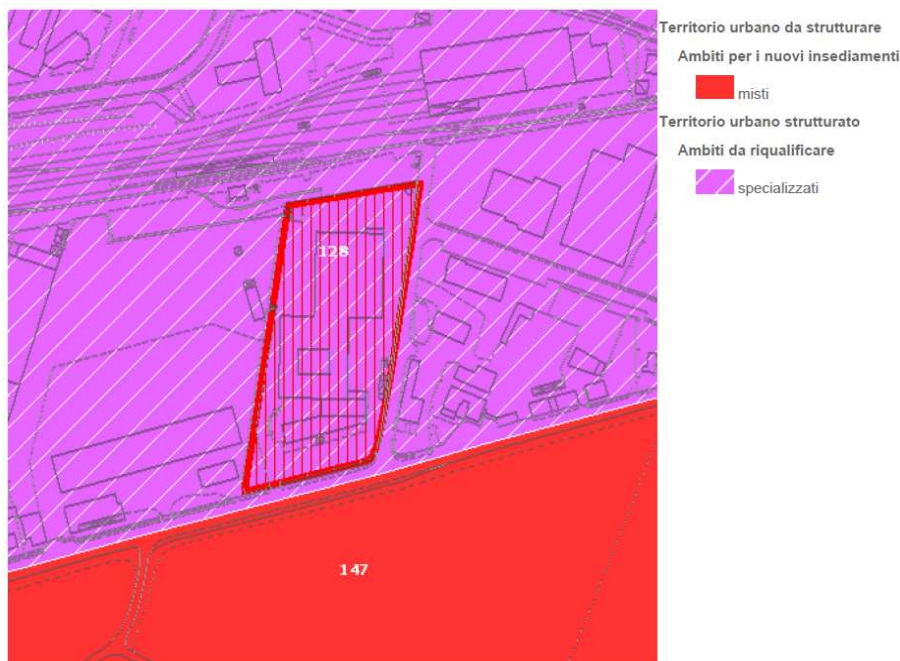 Territorio urbano da strutturare
Ambiti per i nuovi insediamenti
misti
Territorio urbano strutturato
Ambiti da riqualificare
specializzati
128
147